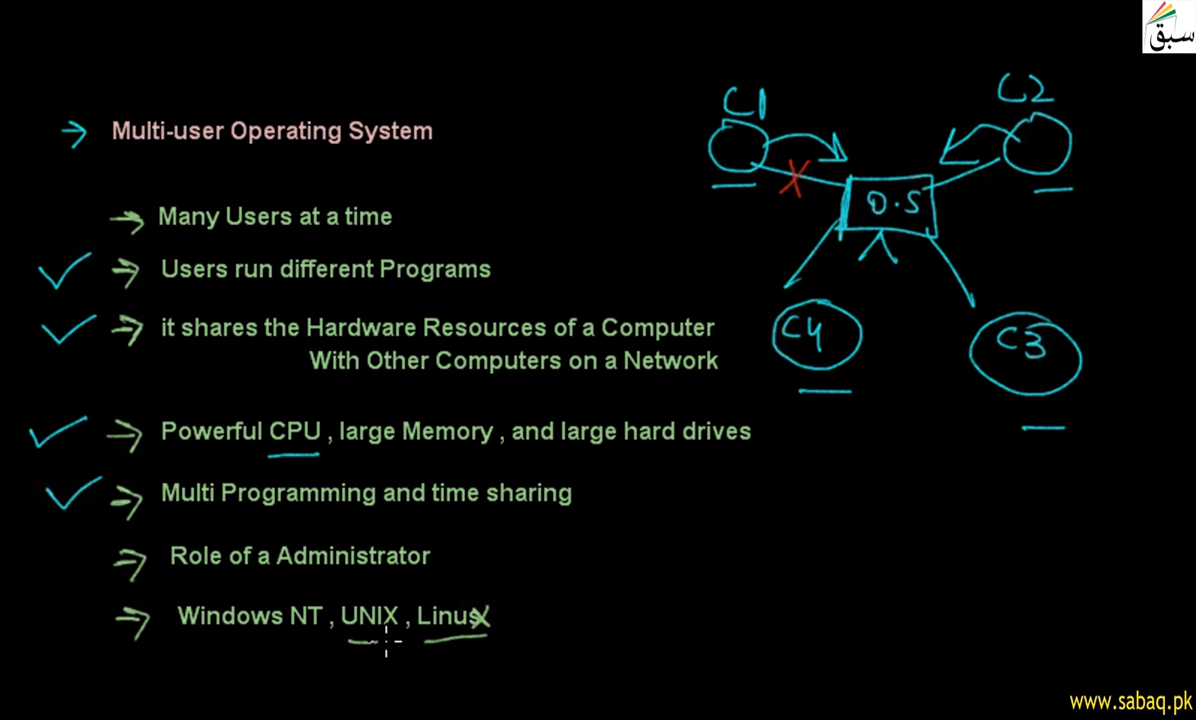 سبق
C1
C2
→ Multi-user Operating System
O.S
→ Many Users at a time
✓ → Users run different Programs
✓ → it shares the Hardware Resources of a Computer
With Other Computers on a Network
C4
C3
✓ → Powerful CPU , large Memory , and large hard drives
✓ → Multi Programming and time sharing
→ Role of a Administrator
→ Windows NT , UNIX , Linux
www.sabaq.pk